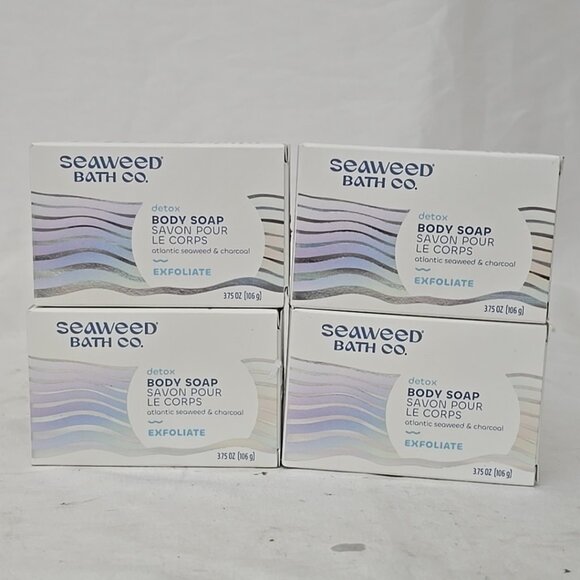 SEAWEED
BATH CO.
detox
BODY SOAP
SAVON POUR
LE CORPS
atlantic seaweed & charcoal
EXFOLIATE
3.75 OZ (106 g)
SEAWEED
BATH CO.
detox
BODY SOAP
SAVON POUR
LE CORPS
atlantic seaweed & charcoal
EXFOLIATE
3.75 OZ (106 g)
SEAWEED
BATH CO.
detox
BODY SOAP
SAVON POUR
LE CORPS
atlantic seaweed & charcoal
EXFOLIATE
3.75 OZ (106 g)
SEAWEED
BATH CO.
detox
BODY SOAP
SAVON POUR
LE CORPS
atlantic seaweed & charcoal
EXFOLIATE
3.75 OZ (106 g)